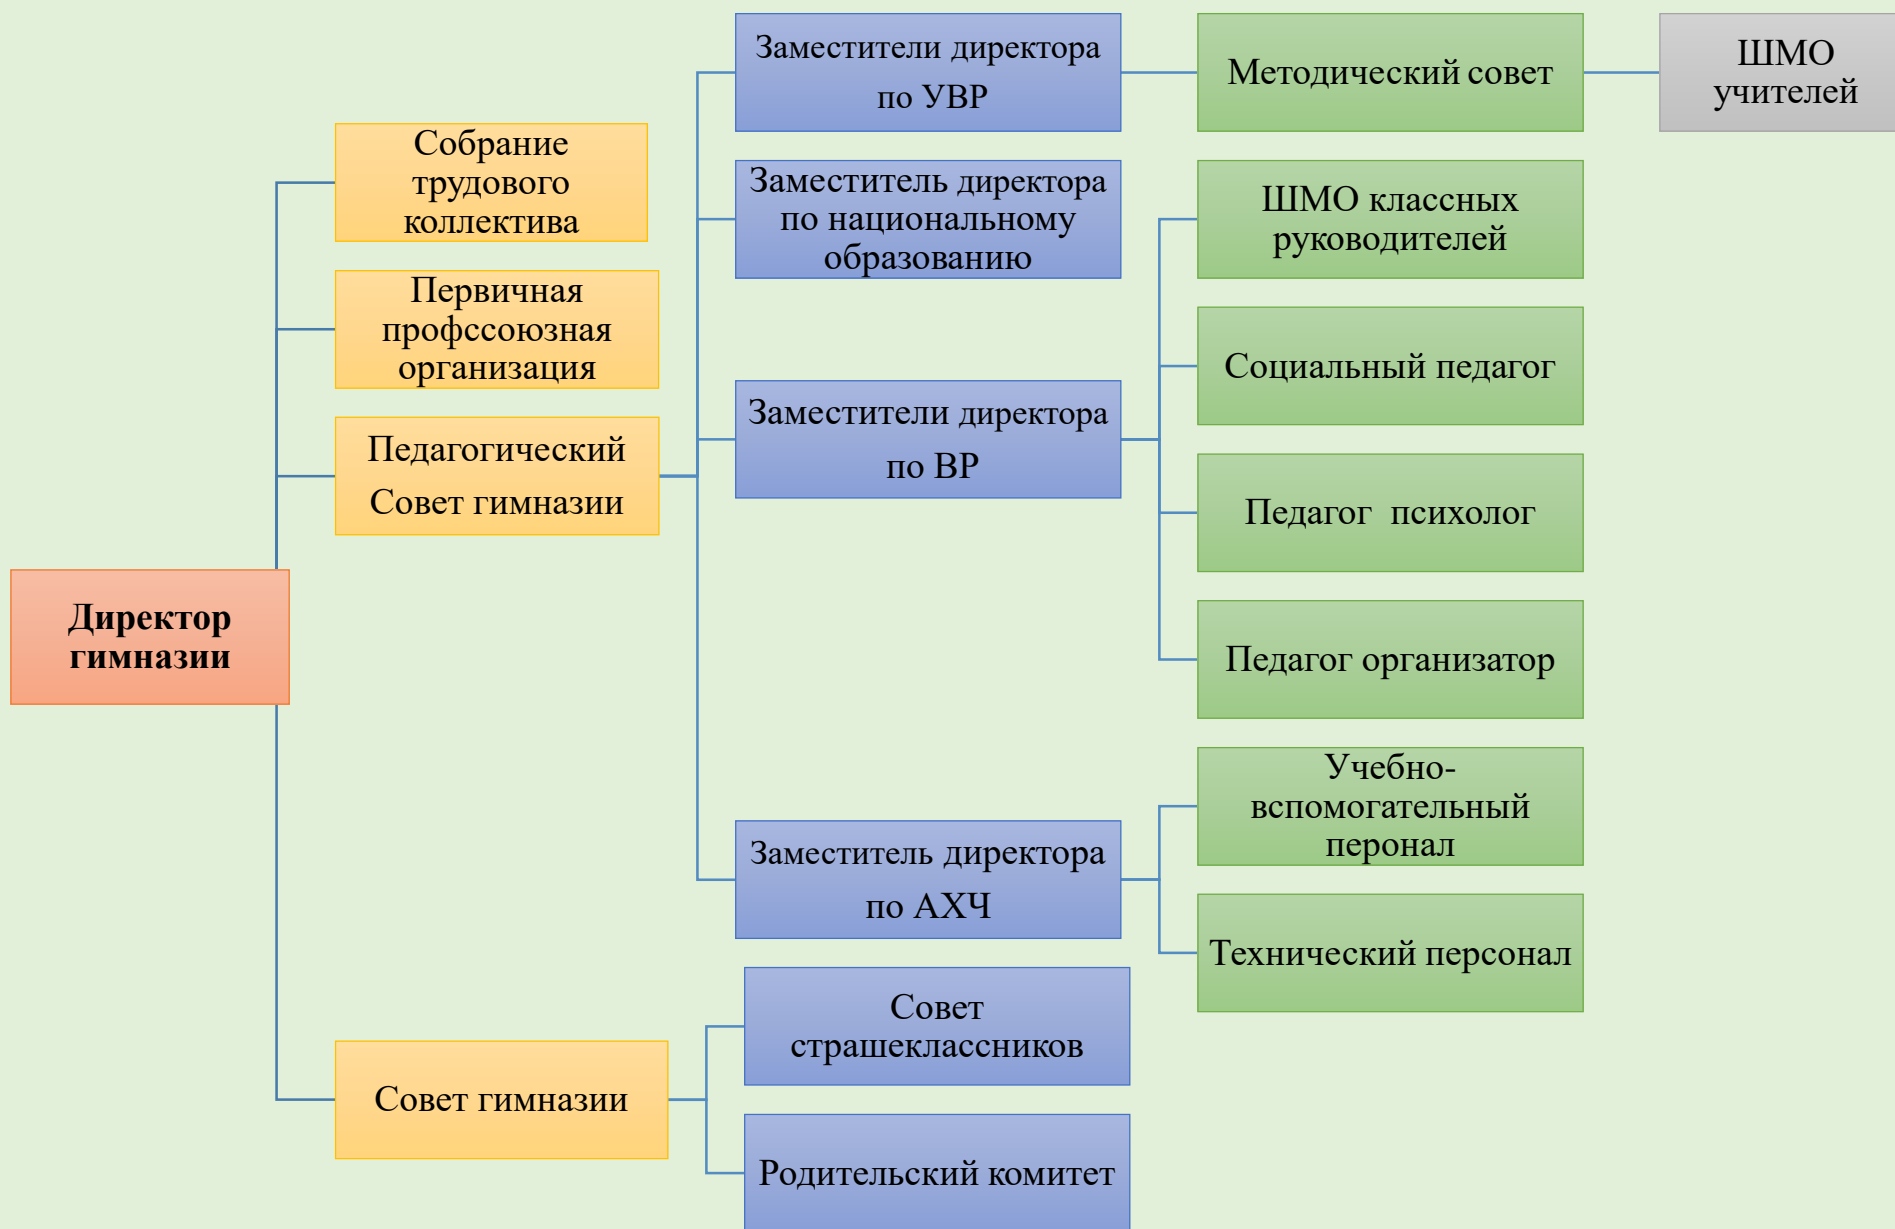 Директор
гимназии
Собрание
трудового
коллектива
Первичная
профссоюзная
организация
Педагогический
Совет гимназии
Заместители директора
по УВР
Методический совет
ШМО
учителей
Заместитель директора
по национальному
образованию
Заместители директора
по ВР
ШМО классных
руководителей
Социальный педагог
Педагог психолог
Педагог организатор
Заместитель директора
по АХЧ
Учебно-
вспомогательный
перонал
Технический персонал
Совет гимназии
Совет
страшеклассников
Родительский комитет